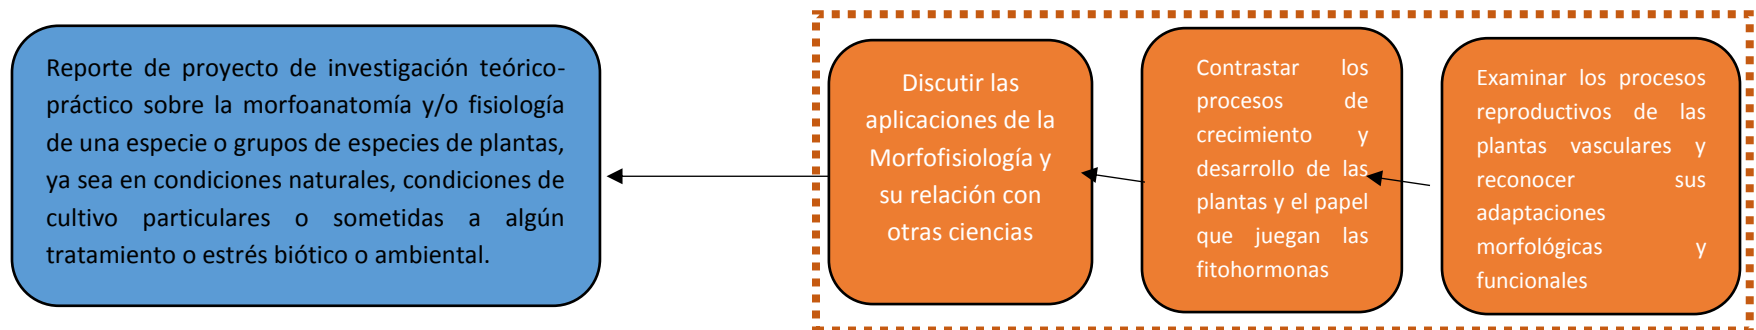 Reporte de proyecto de investigación teórico-
práctico sobre la morfoanatomía y/o fisiología
de una especie o grupos de especies de plantas,
ya sea en condiciones naturales, condiciones de
cultivo particulares o sometidas a algún
tratamiento o estrés biótico o ambiental.
Discutir las
aplicaciones de la
Morfofisiología y
su relación con
otras ciencias
Contrastar los
procesos de
crecimiento y
desarrollo de las
plantas y el papel
que juegan las
fitohormonas
Examinar los procesos
reproductivos de las
plantas vasculares y
reconocer sus
adaptaciones
morfológicas y
funcionales